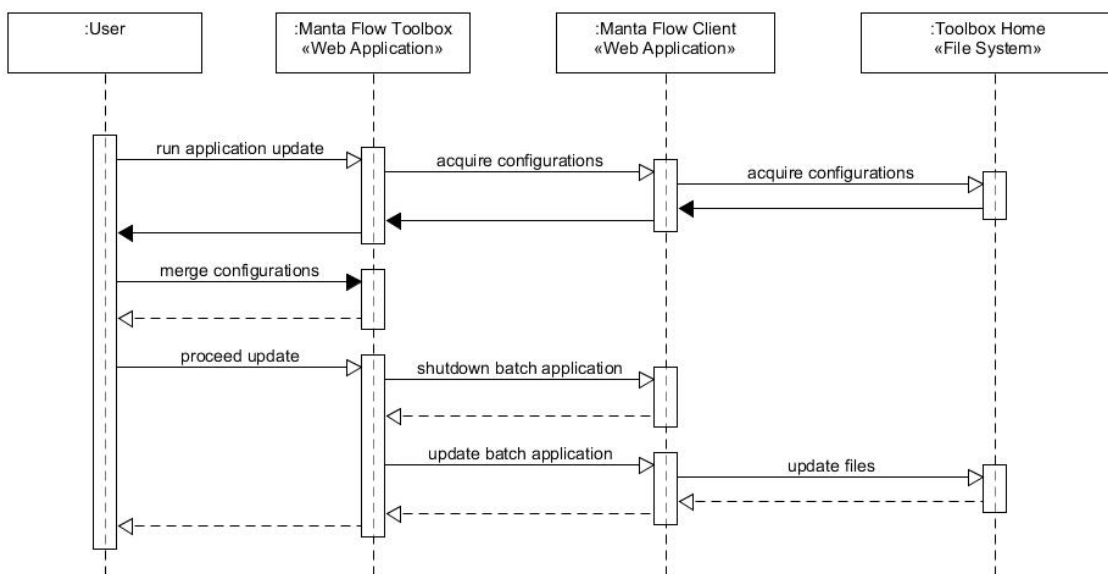 :User
:Manta Flow Toolbox
«Web Application»
:Manta Flow Client
«Web Application»
:Toolbox Home
«File System»
run application update
acquire configurations
acquire configurations
merge configurations
proceed update
shutdown batch application
update batch application
update files